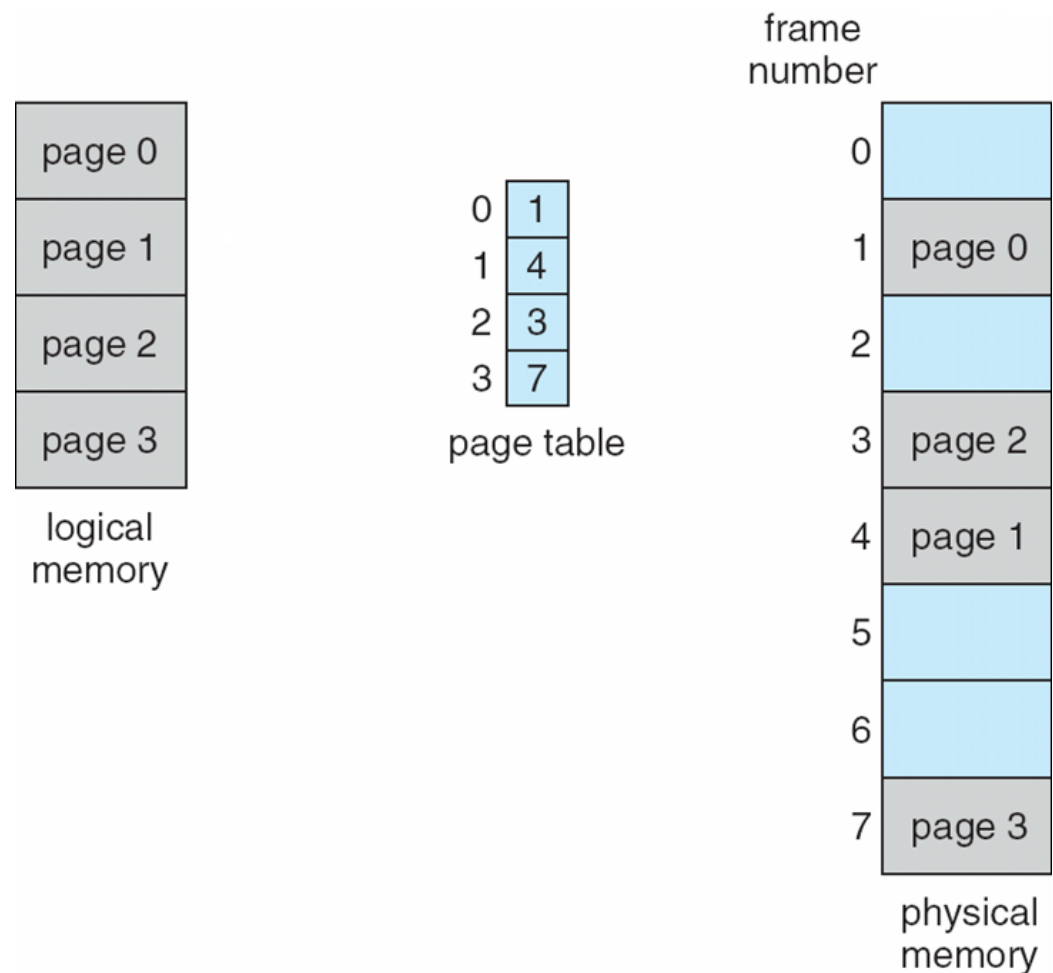 page 0
page 1
page 2
page 3
logical
memory
0 1
1 4
2 3
3 7
page table
frame
number
0
1 page 0
2
3 page 2
4 page 1
5
6
7 page 3
physical
memory